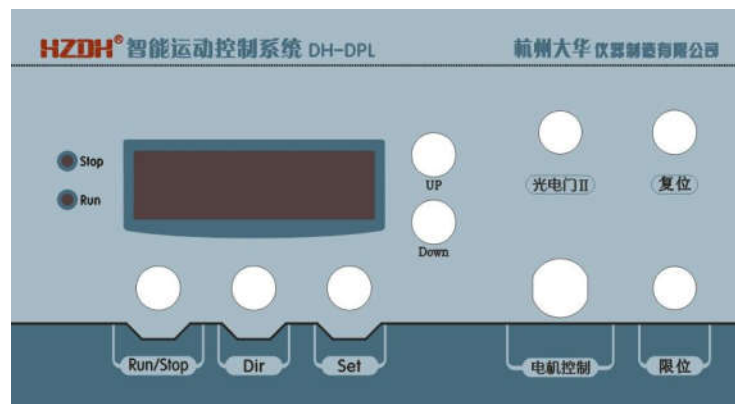 HZDH® 智能运动控制系统 DH-DPL 杭州大华仪器制造有限公司
Stop
Run
UP
Down
光电门II
复位
Run/Stop
Dir
Set
电机控制
限位